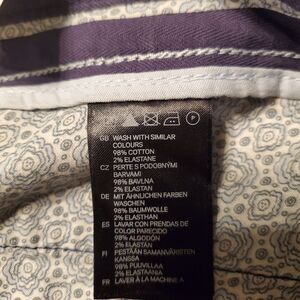 P
GB WASH WITH SIMILAR
COLOURS
98% COTTON
2% ELASTANE
CZ PERTE S PODOBNÝMI
BARVAMI
98% BAVLNA
2% ELASTAN
DE MIT ÄHNLICHEN FARBEN
WASCHEN
98% BAUMWOLLE
2% ELASTHAN
ES LAVAR CON PRENDAS DE
COLOR PARECIDO
98% ALGODÓN
2% ELASTANO
FI PESTÄÄN SAMANVÄRISTEN
KANSSA
98% PUUVILLAA
2% ELASTAANIA
FR LAVER À LA MACHINE À